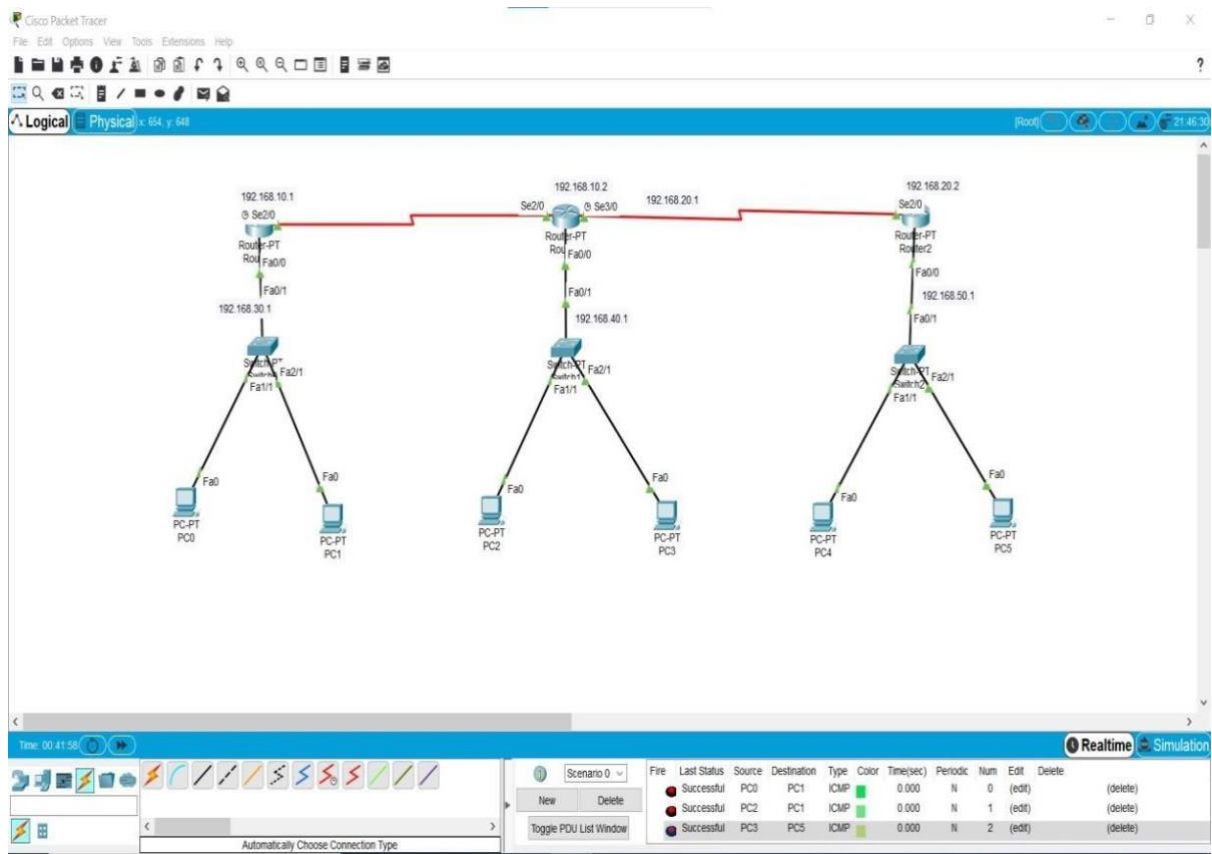 Cisco Packet Tracer
File Edit Options View Tools Extensions Help
?
Logical Physical x: 654, y: 648 [Root] 21:46:30
192.168.10.1
Se2/0
Router-PT
Rou
Fa0/0
Fa0/1
192.168.30.1
Switch-PT
Fa2/1
Fa1/1
Fa0
Fa0
PC-PT
PC0
PC-PT
PC1
192.168.10.2
Se2/0
Se3/0
192.168.20.1
Router-PT
Rou
Fa0/0
Fa0/1
192.168.40.1
Switch-PT
Switch1
Fa2/1
Fa1/1
Fa0
Fa0
PC-PT
PC2
PC-PT
PC3
192.168.20.2
Se2/0
Router-PT
Router2
Fa0/0
192.168.50.1
Fa0/1
Switch-PT
Switch2
Fa2/1
Fa1/1
Fa0
Fa0
PC-PT
PC4
PC-PT
PC5
Time: 00:41:58 Realtime Simulation
Scenario 0
New Delete
Toggle PDU List Window
Automatically Choose Connection Type
Fire Last Status Source Destination Type Color Time(sec) Periodic Num Edit Delete
Successful PC0 PC1 ICMP 0.000 N 0 (edit) (delete)
Successful PC2 PC1 ICMP 0.000 N 1 (edit) (delete)
Successful PC3 PC5 ICMP 0.000 N 2 (edit) (delete)